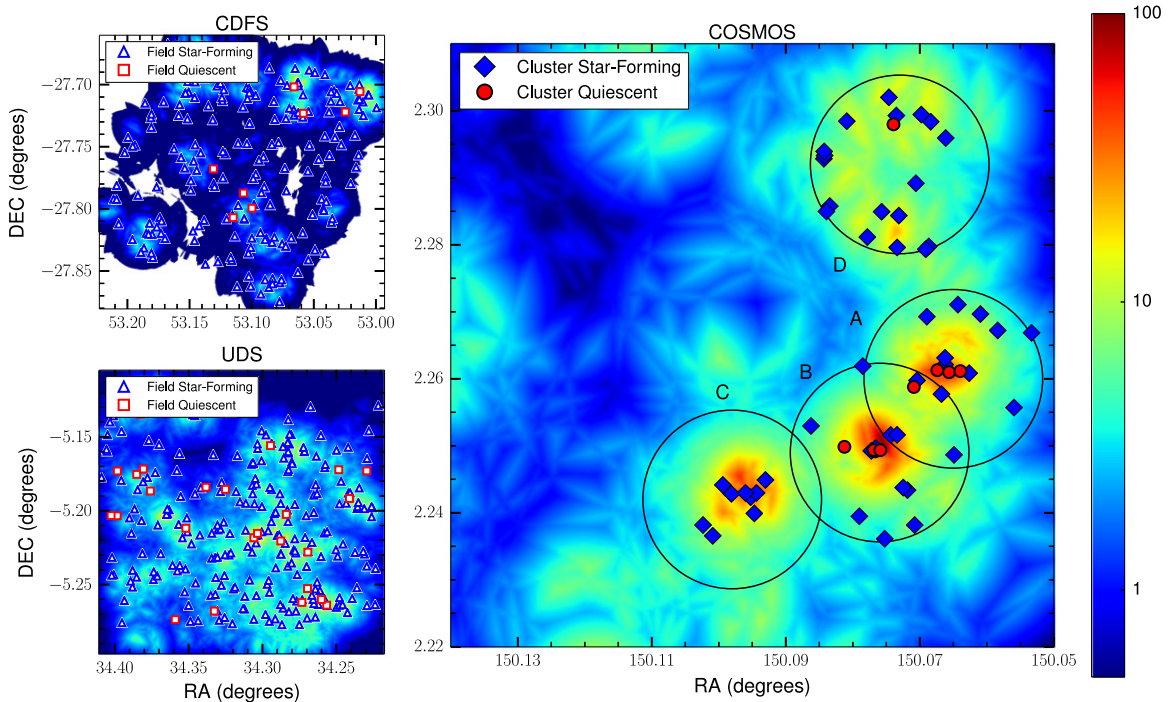 CDFS
Field Star-Forming
Field Quiescent
−27.70
−27.75
−27.80
−27.85
DEC (degrees)
53.20 53.15 53.10 53.05 53.00
UDS
Field Star-Forming
Field Quiescent
−5.15
−5.20
−5.25
DEC (degrees)
34.40 34.35 34.30 34.25
RA (degrees)
COSMOS
Cluster Star-Forming
Cluster Quiescent
2.30
2.28
2.26
2.24
2.22
D
A
B
C
150.13 150.11 150.09 150.07 150.05
RA (degrees)
100
10
1